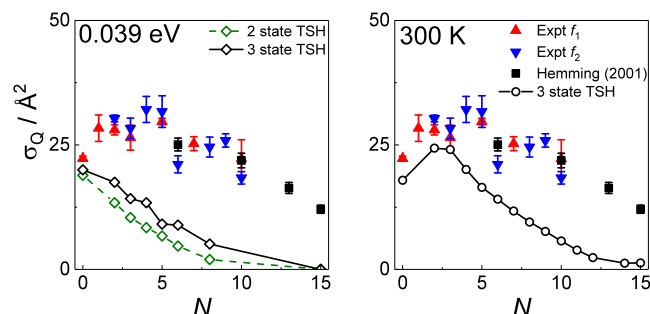 50
25
0
σQ / Å2
0.039 eV
2 state TSH
3 state TSH
0
5
10
15
N
50
25
0
300 K
Expt f1
Expt f2
Hemming (2001)
3 state TSH
0
5
10
15
N